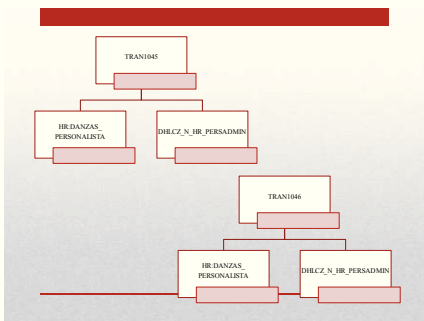 TRAN1045
HR:DANZAS_
PERSONALISTA
DHLCZ_N_HR_PERSADMIN
TRAN1046
HR:DANZAS_
PERSONALISTA
DHLCZ_N_HR_PERSADMIN